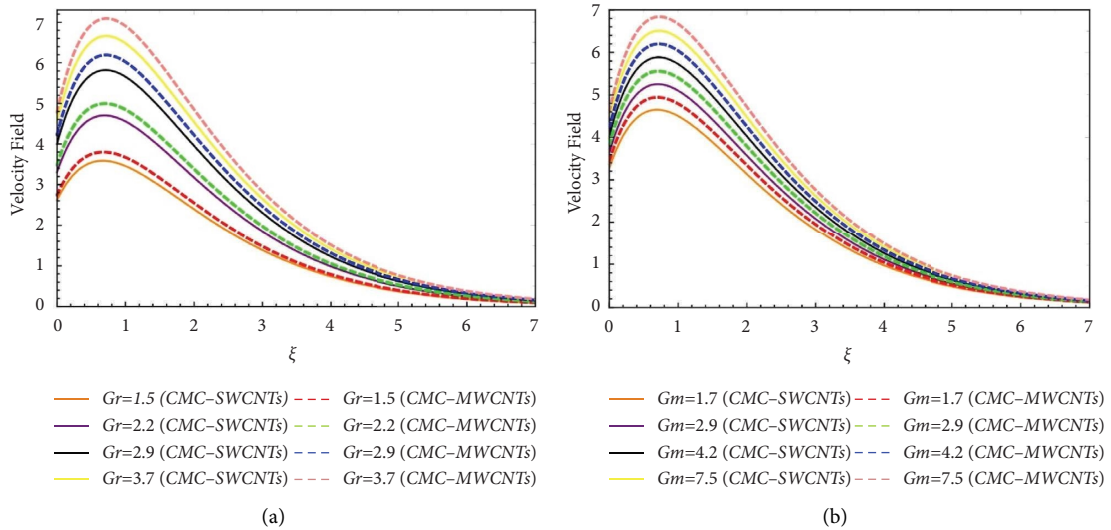 7
6
5
4
3
2
1
0
Velocity Field
0 1 2 3 4 5 6 7
ξ
Gr=1.5 (CMC–SWCNTs) Gr=1.5 (CMC–MWCNTs)
Gr=2.2 (CMC–SWCNTs) Gr=2.2 (CMC–MWCNTs)
Gr=2.9 (CMC–SWCNTs) Gr=2.9 (CMC–MWCNTs)
Gr=3.7 (CMC–SWCNTs) Gr=3.7 (CMC–MWCNTs)
(a)
7
6
5
4
3
2
1
0
Velocity Field
0 1 2 3 4 5 6 7
ξ
Gm=1.7 (CMC–SWCNTs) Gm=1.7 (CMC–MWCNTs)
Gm=2.9 (CMC–SWCNTs) Gm=2.9 (CMC–MWCNTs)
Gm=4.2 (CMC–SWCNTs) Gm=4.2 (CMC–MWCNTs)
Gm=7.5 (CMC–SWCNTs) Gm=7.5 (CMC–MWCNTs)
(b)